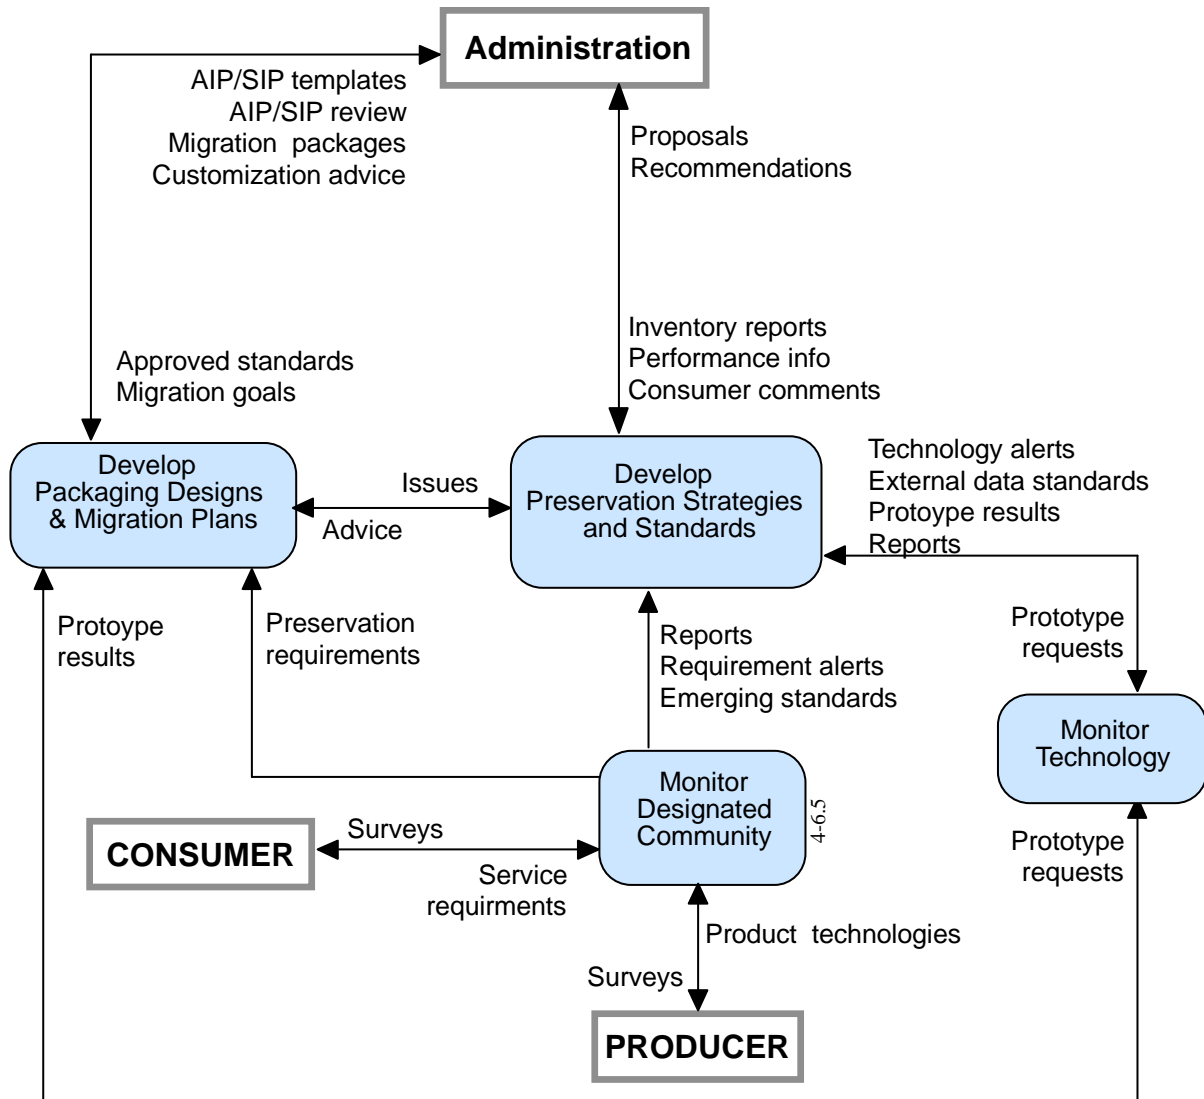 Administration
AIP/SIP templates
AIP/SIP review
Migration packages
Customization advice
Proposals
Recommendations
Inventory reports
Performance info
Consumer comments
Approved standards
Migration goals
Develop
Packaging Designs
& Migration Plans
Issues
Advice
Develop
Preservation Strategies
and Standards
Technology alerts
External data standards
Protoype results
Reports
Protoype
results
Preservation
requirements
Reports
Requirement alerts
Emerging standards
Prototype
requests
Monitor
Technology
Monitor
Designated
Community
4-6.5
Prototype
requests
CONSUMER
Surveys
Service
requirments
Product technologies
Surveys
PRODUCER